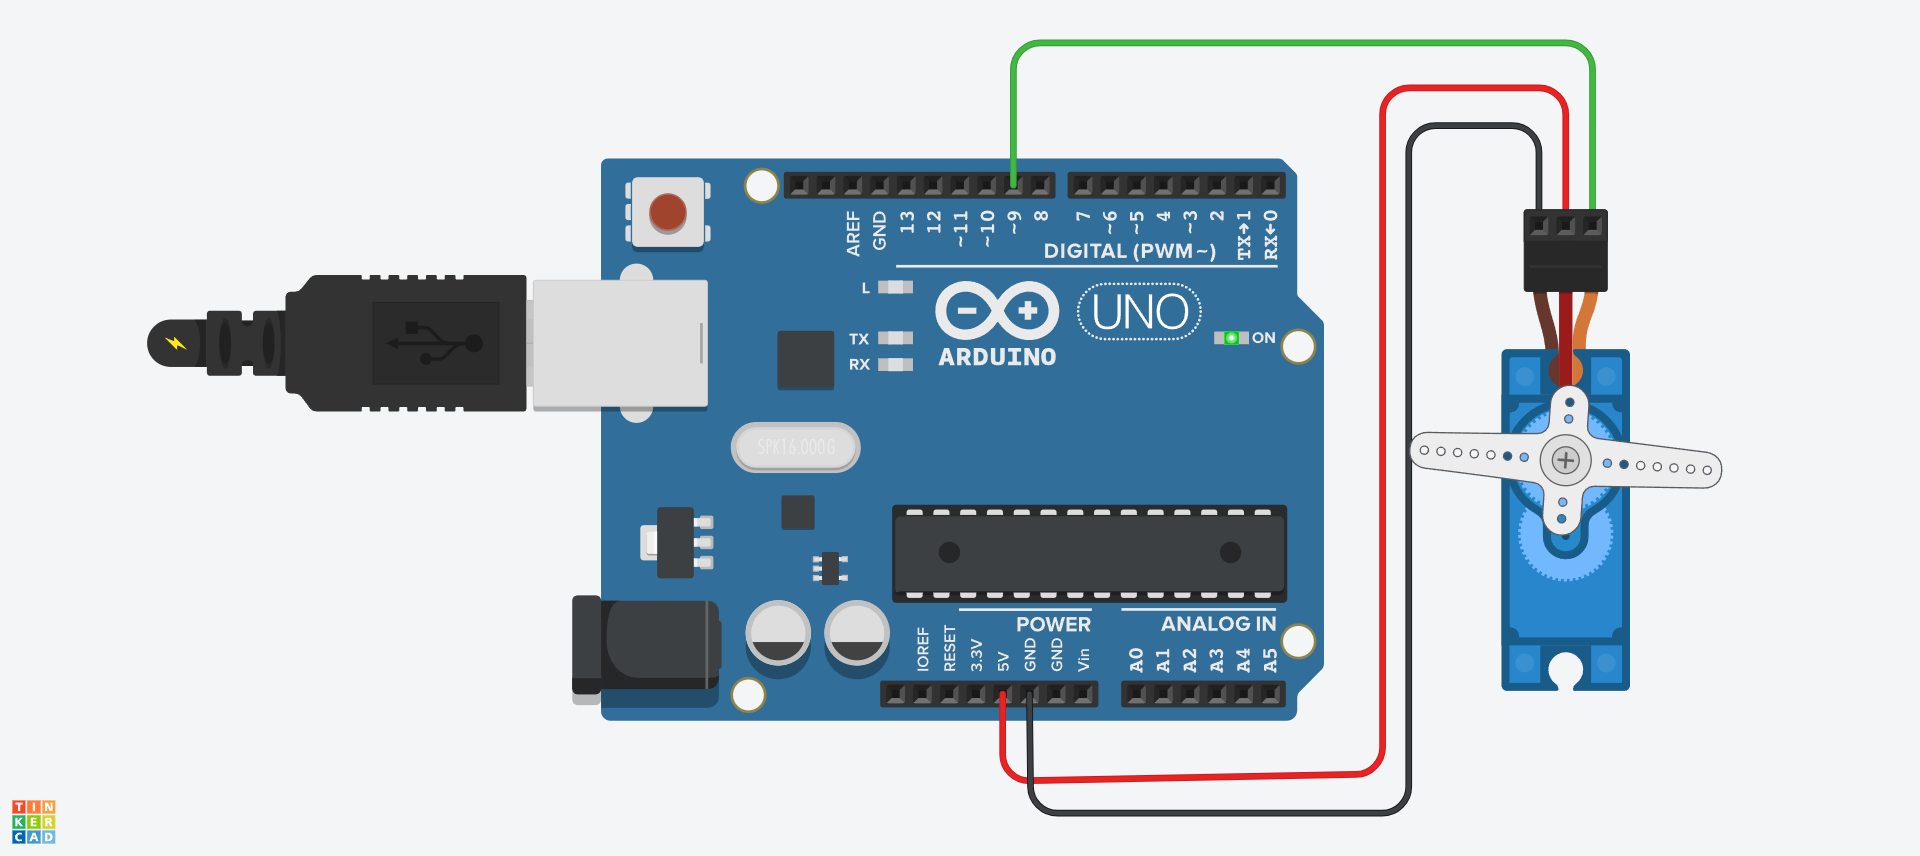 AREF
GND
13
12
~11
~10
~9
8
7
~6
~5
4
~3
2
TX→1
RX←0
DIGITAL (PWM~)
L
TX
RX
ARDUINO
UNO
ON
SPK16.000G
POWER
ANALOG IN
IOREF
RESET
3.3V
5V
GND
GND
Vin
A0
A1
A2
A3
A4
A5
TIN
KER
CAD